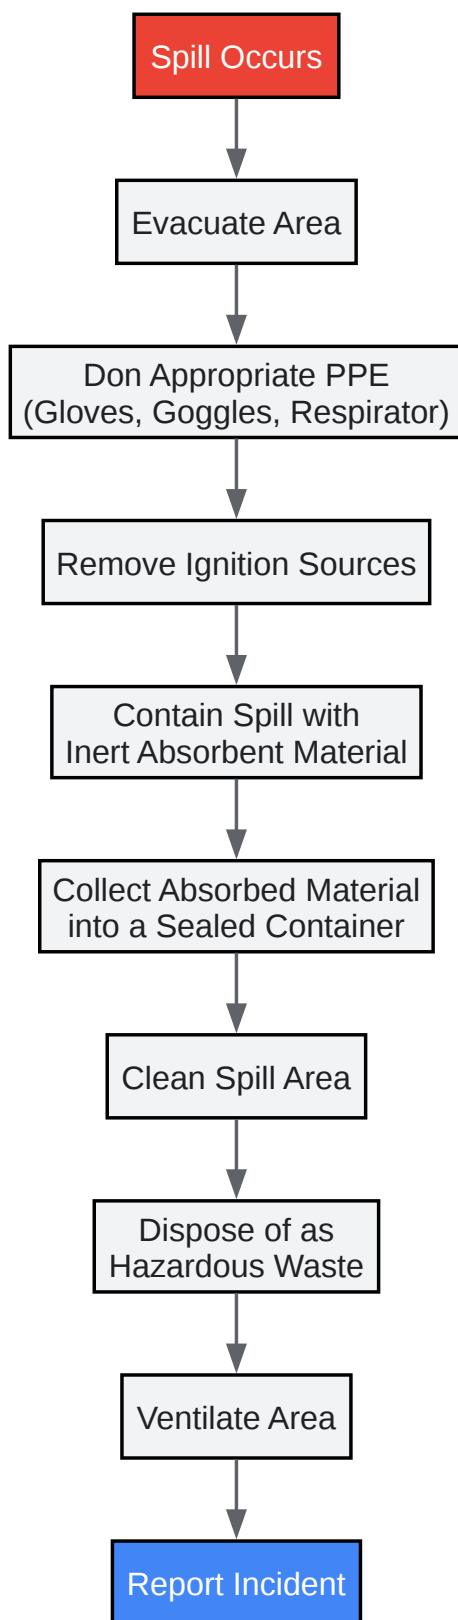 Spill Occurs
Evacuate Area
Don Appropriate PPE
(Gloves, Goggles, Respirator)
Remove Ignition Sources
Contain Spill with
Inert Absorbent Material
Collect Absorbed Material
into a Sealed Container
Clean Spill Area
Dispose of as
Hazardous Waste
Ventilate Area
Report Incident